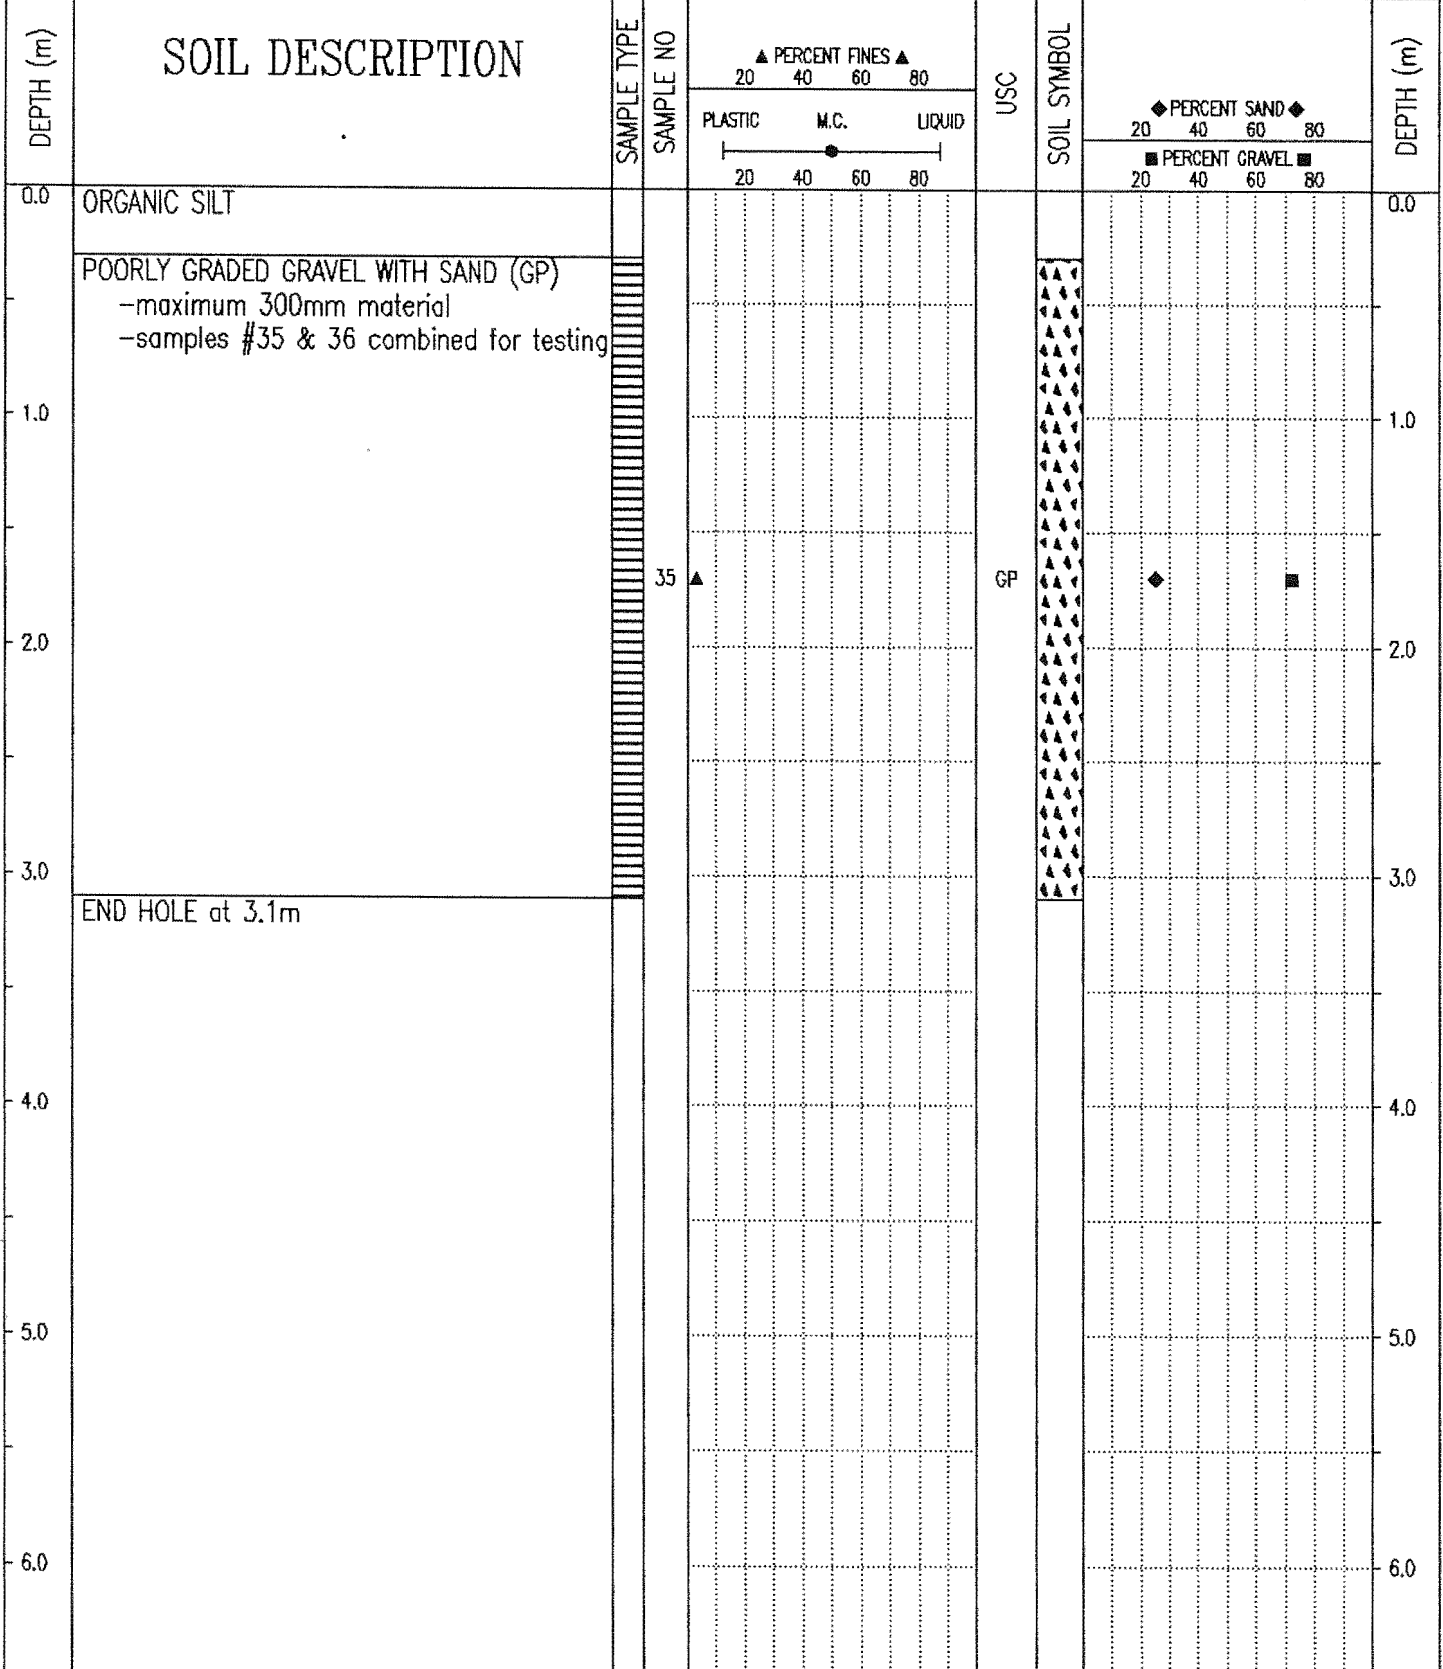 DEPTH (m)
SOIL DESCRIPTION
SAMPLE TYPE
SAMPLE NO
▲ PERCENT FINES ▲
20 40 60 80
PLASTIC M.C. LIQUID
20 40 60 80
USC
SOIL SYMBOL
◆ PERCENT SAND ◆
20 40 60 80
■ PERCENT GRAVEL ■
20 40 60 80
DEPTH (m)
0.0 ORGANIC SILT 0.0
POORLY GRADED GRAVEL WITH SAND (GP)
-maximum 300mm material
-samples #35 & 36 combined for testing
1.0 1.0
35 GP
2.0 2.0
3.0 3.0
END HOLE at 3.1m
4.0 4.0
5.0 5.0
6.0 6.0